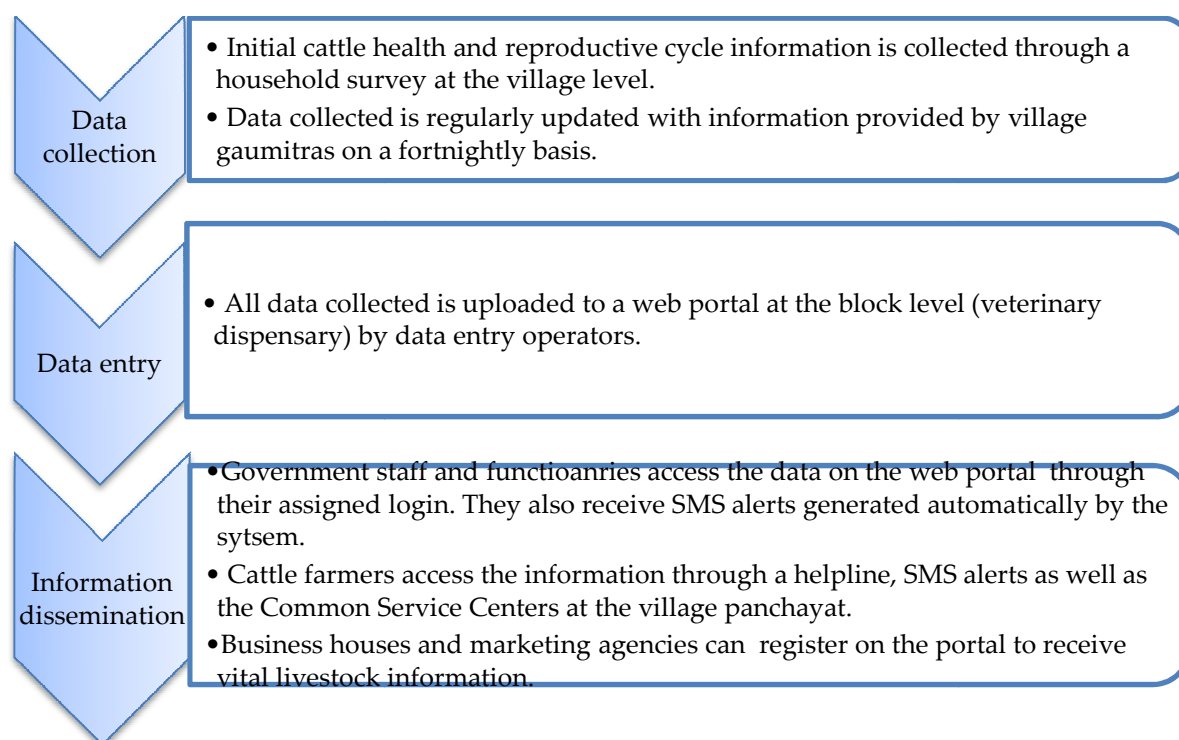 Data
collection
• Initial cattle health and reproductive cycle information is collected through a
household survey at the village level.
• Data collected is regularly updated with information provided by village
gaumitras on a fortnightly basis.
Data entry
• All data collected is uploaded to a web portal at the block level (veterinary
dispensary) by data entry operators.
Information
dissemination
•Government staff and functioanries access the data on the web portal through
their assigned login. They also receive SMS alerts generated automatically by the
sytsem.
• Cattle farmers access the information through a helpline, SMS alerts as well as
the Common Service Centers at the village panchayat.
•Business houses and marketing agencies can register on the portal to receive
vital livestock information.